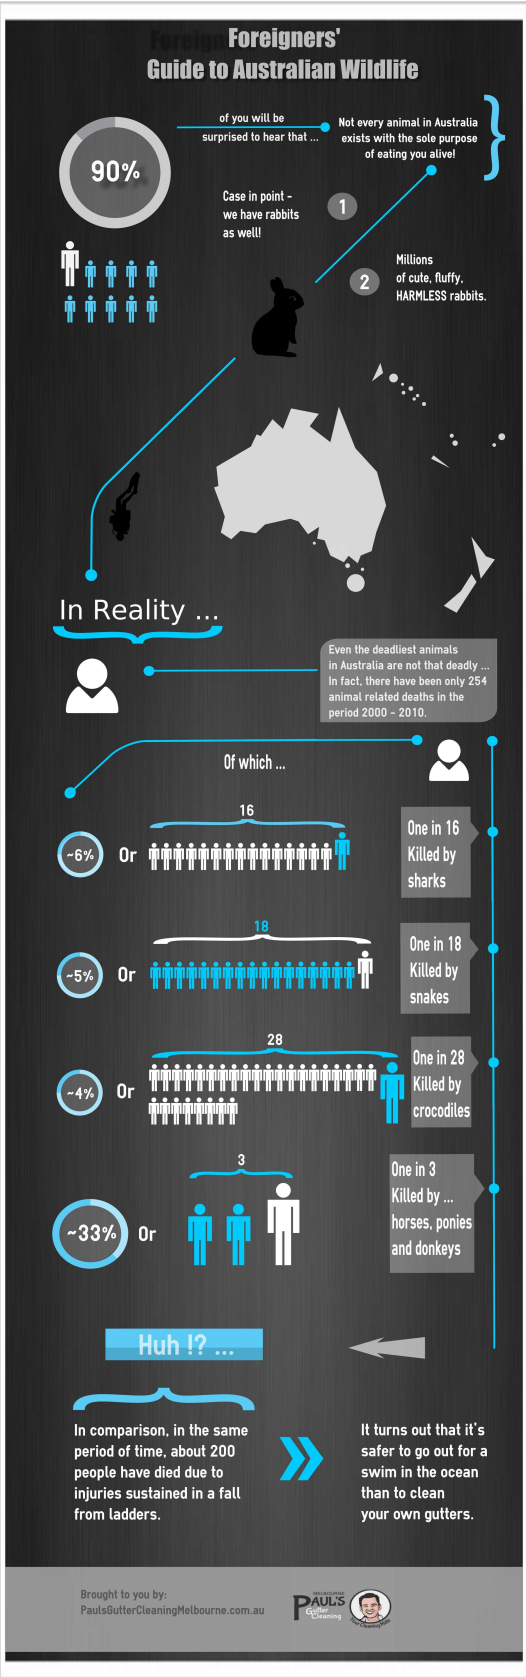 Foreigners'
Guide to Australian Wildlife
90%
of you will be
surprised to hear that ...
Not every animal in Australia
exists with the sole purpose
of eating you alive!
Case in point -
we have rabbits
as well!
1
2
Millions
of cute, fluffy,
HARMLESS rabbits.
In Reality ...
Even the deadliest animals
in Australia are not that deadly ...
In fact, there have been only 254
animal related deaths in the
period 2000 - 2010.
Of which ...
~6%
Or
16
One in 16
Killed by
sharks
~5%
Or
18
One in 18
Killed by
snakes
~4%
Or
28
One in 28
Killed by
crocodiles
~33%
Or
3
One in 3
Killed by ...
horses, ponies
and donkeys
Huh !? ...
In comparison, in the same
period of time, about 200
people have died due to
injuries sustained in a fall
from ladders.
It turns out that it's
safer to go out for a
swim in the ocean
than to clean
your own gutters.
Brought to you by:
PaulsGutterCleaningMelbourne.com.au
MELBOURNE
PAUL'S
Gutter
Cleaning
Your Cleaning Mate